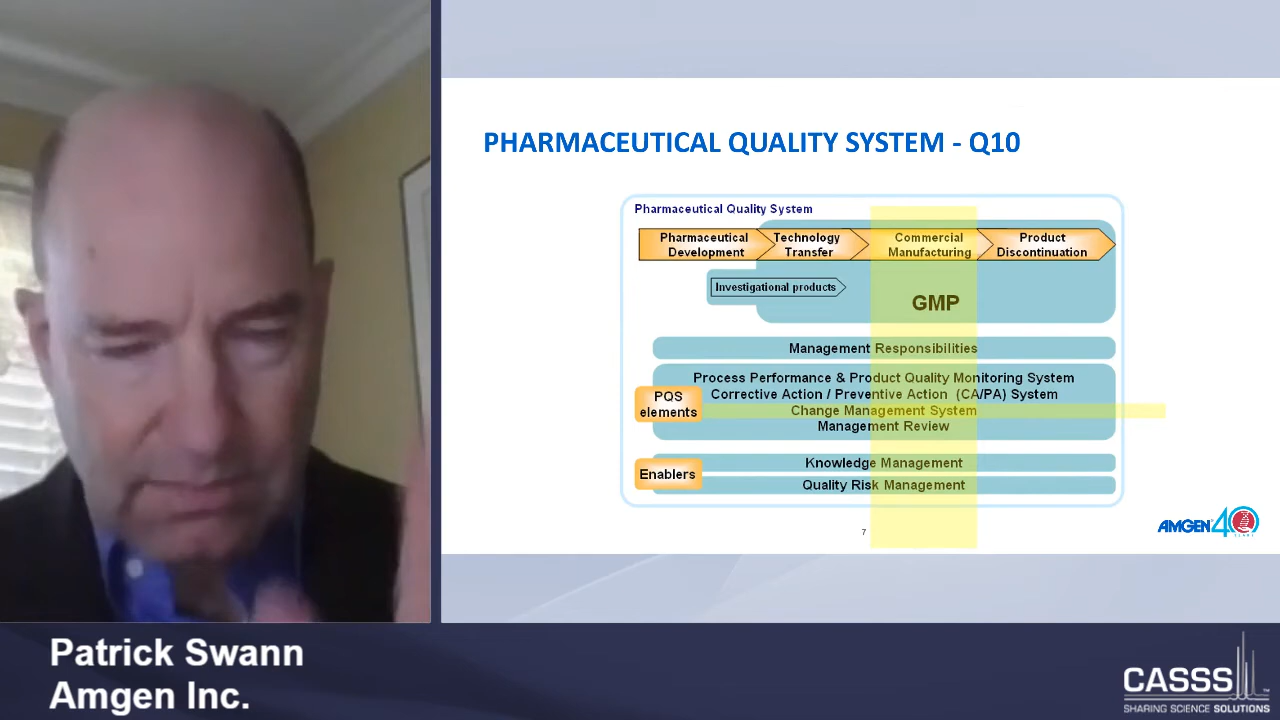 PHARMACEUTICAL QUALITY SYSTEM - Q10
Pharmaceutical Quality System
Pharmaceutical
Development
Technology
Transfer
Commercial
Manufacturing
Product
Discontinuation
Investigational products
GMP
Management Responsibilities
PQS
elements
Process Performance & Product Quality Monitoring System
Corrective Action / Preventive Action (CA/PA) System
Change Management System
Management Review
Enablers
Knowledge Management
Quality Risk Management
7
AMGEN 40
YEARS
Patrick Swann
Amgen Inc.
CASSS
SHARING SCIENCE SOLUTIONS